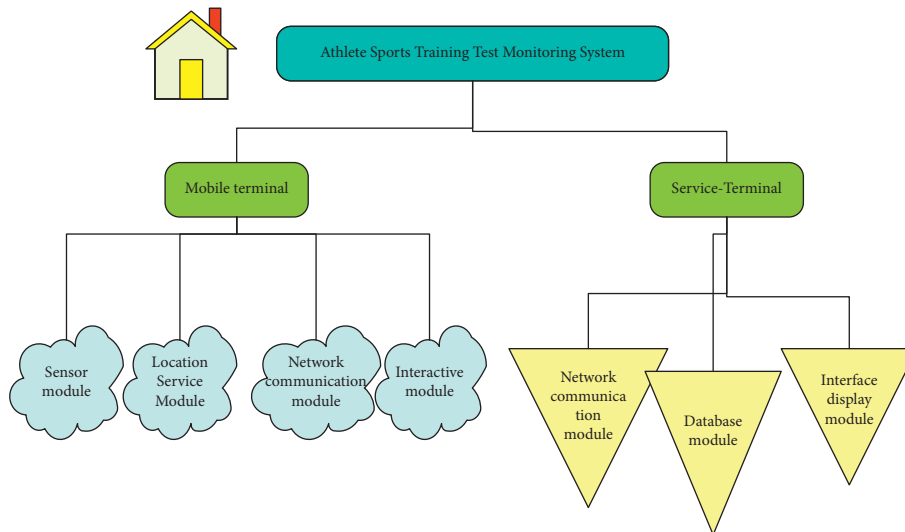 Athlete Sports Training Test Monitoring System
Mobile terminal
Service-Terminal
Sensor
module
Location
Service
Module
Network
communication
module
Interactive
module
Network
communica
tion
module
Database
module
Interface
display
module